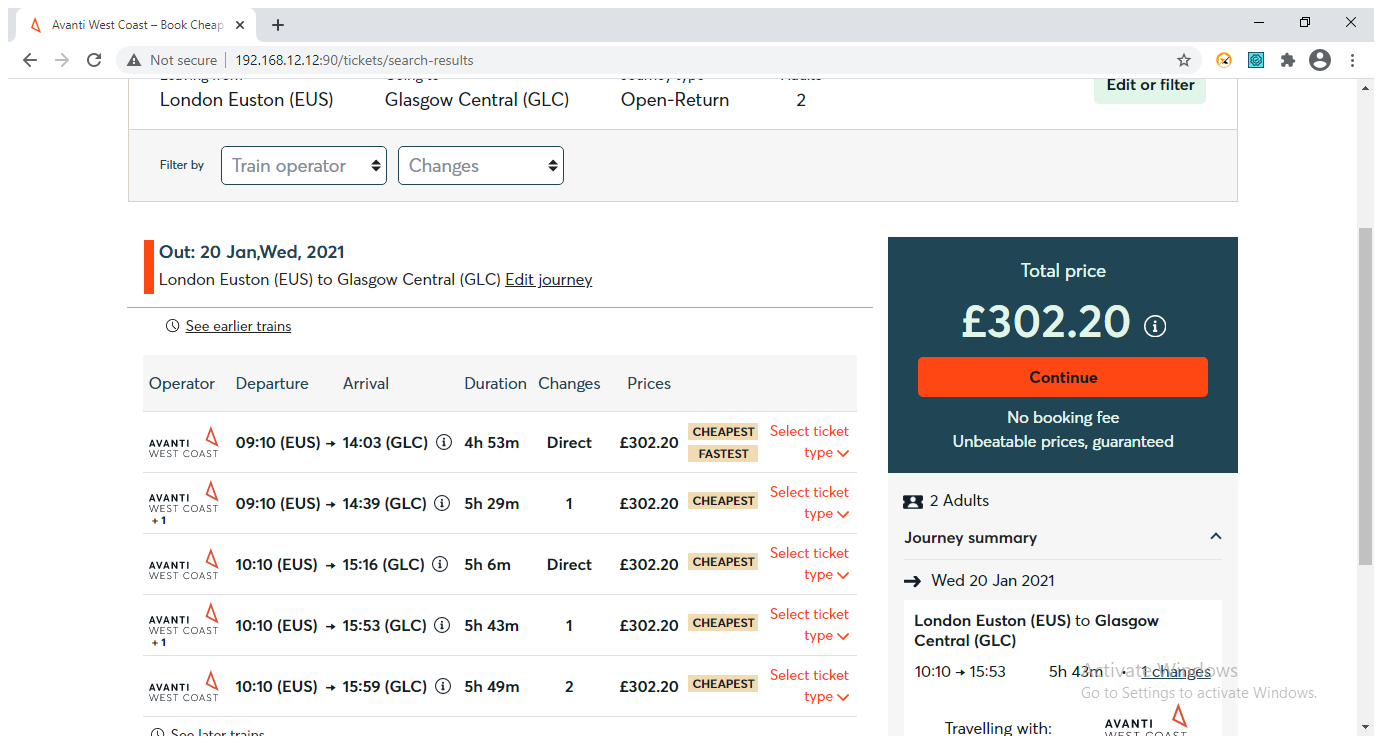 Avanti West Coast – Book Cheap
Not secure | 192.168.12.12:90/tickets/search-results
Leaving from Going to Journey type Adults
London Euston (EUS) Glasgow Central (GLC) Open-Return 2
Edit or filter
Filter by Train operator Changes
Out: 20 Jan,Wed, 2021
London Euston (EUS) to Glasgow Central (GLC) Edit journey
See earlier trains
Operator Departure Arrival Duration Changes Prices
AVANTI WEST COAST 09:10 (EUS) → 14:03 (GLC) 4h 53m Direct £302.20 CHEAPEST FASTEST Select ticket type
AVANTI WEST COAST + 1 09:10 (EUS) → 14:39 (GLC) 5h 29m 1 £302.20 CHEAPEST Select ticket type
AVANTI WEST COAST 10:10 (EUS) → 15:16 (GLC) 5h 6m Direct £302.20 CHEAPEST Select ticket type
AVANTI WEST COAST + 1 10:10 (EUS) → 15:53 (GLC) 5h 43m 1 £302.20 CHEAPEST Select ticket type
AVANTI WEST COAST 10:10 (EUS) → 15:59 (GLC) 5h 49m 2 £302.20 CHEAPEST Select ticket type
See later trains
Total price
£302.20
Continue
No booking fee
Unbeatable prices, guaranteed
2 Adults
Journey summary
→ Wed 20 Jan 2021
London Euston (EUS) to Glasgow
Central (GLC)
10:10 → 15:53 5h 43m • 1 changes
Travelling with: AVANTI WEST COAST
Activate Windows
Go to Settings to activate Windows.